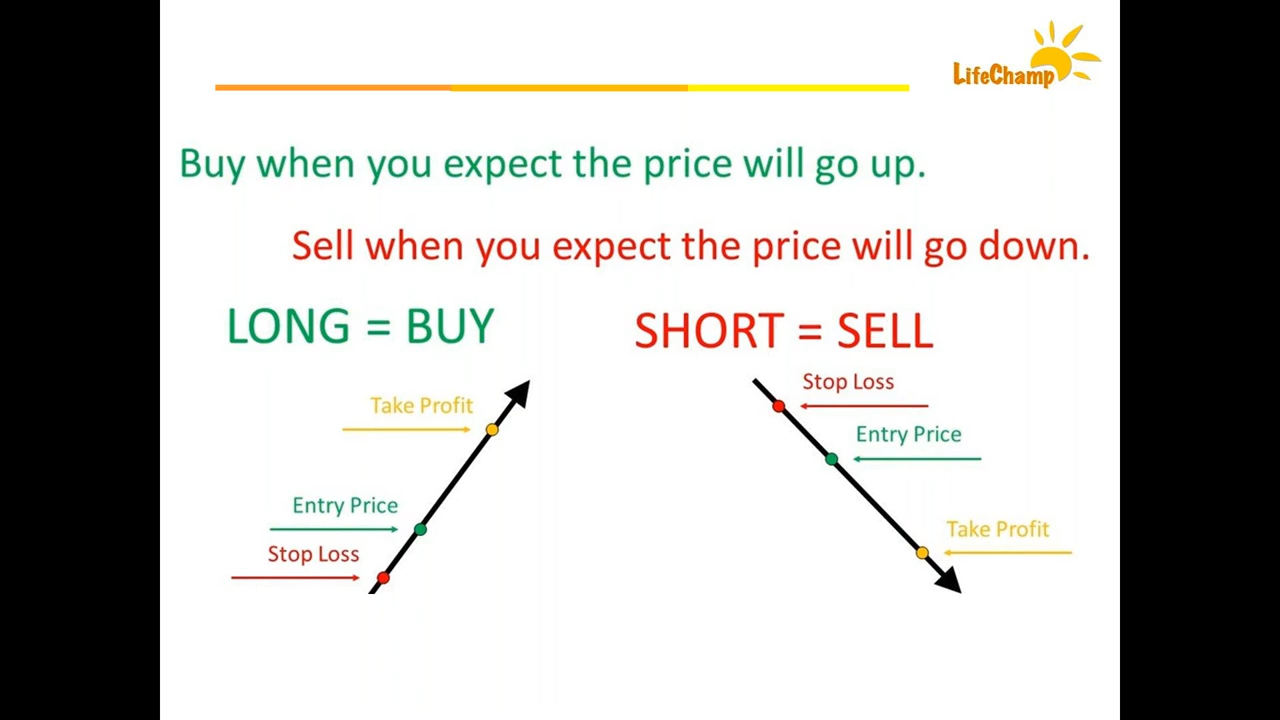 LifeChamp
Buy when you expect the price will go up.
Sell when you expect the price will go down.
LONG = BUY
SHORT = SELL
Take Profit
Entry Price
Stop Loss
Stop Loss
Entry Price
Take Profit